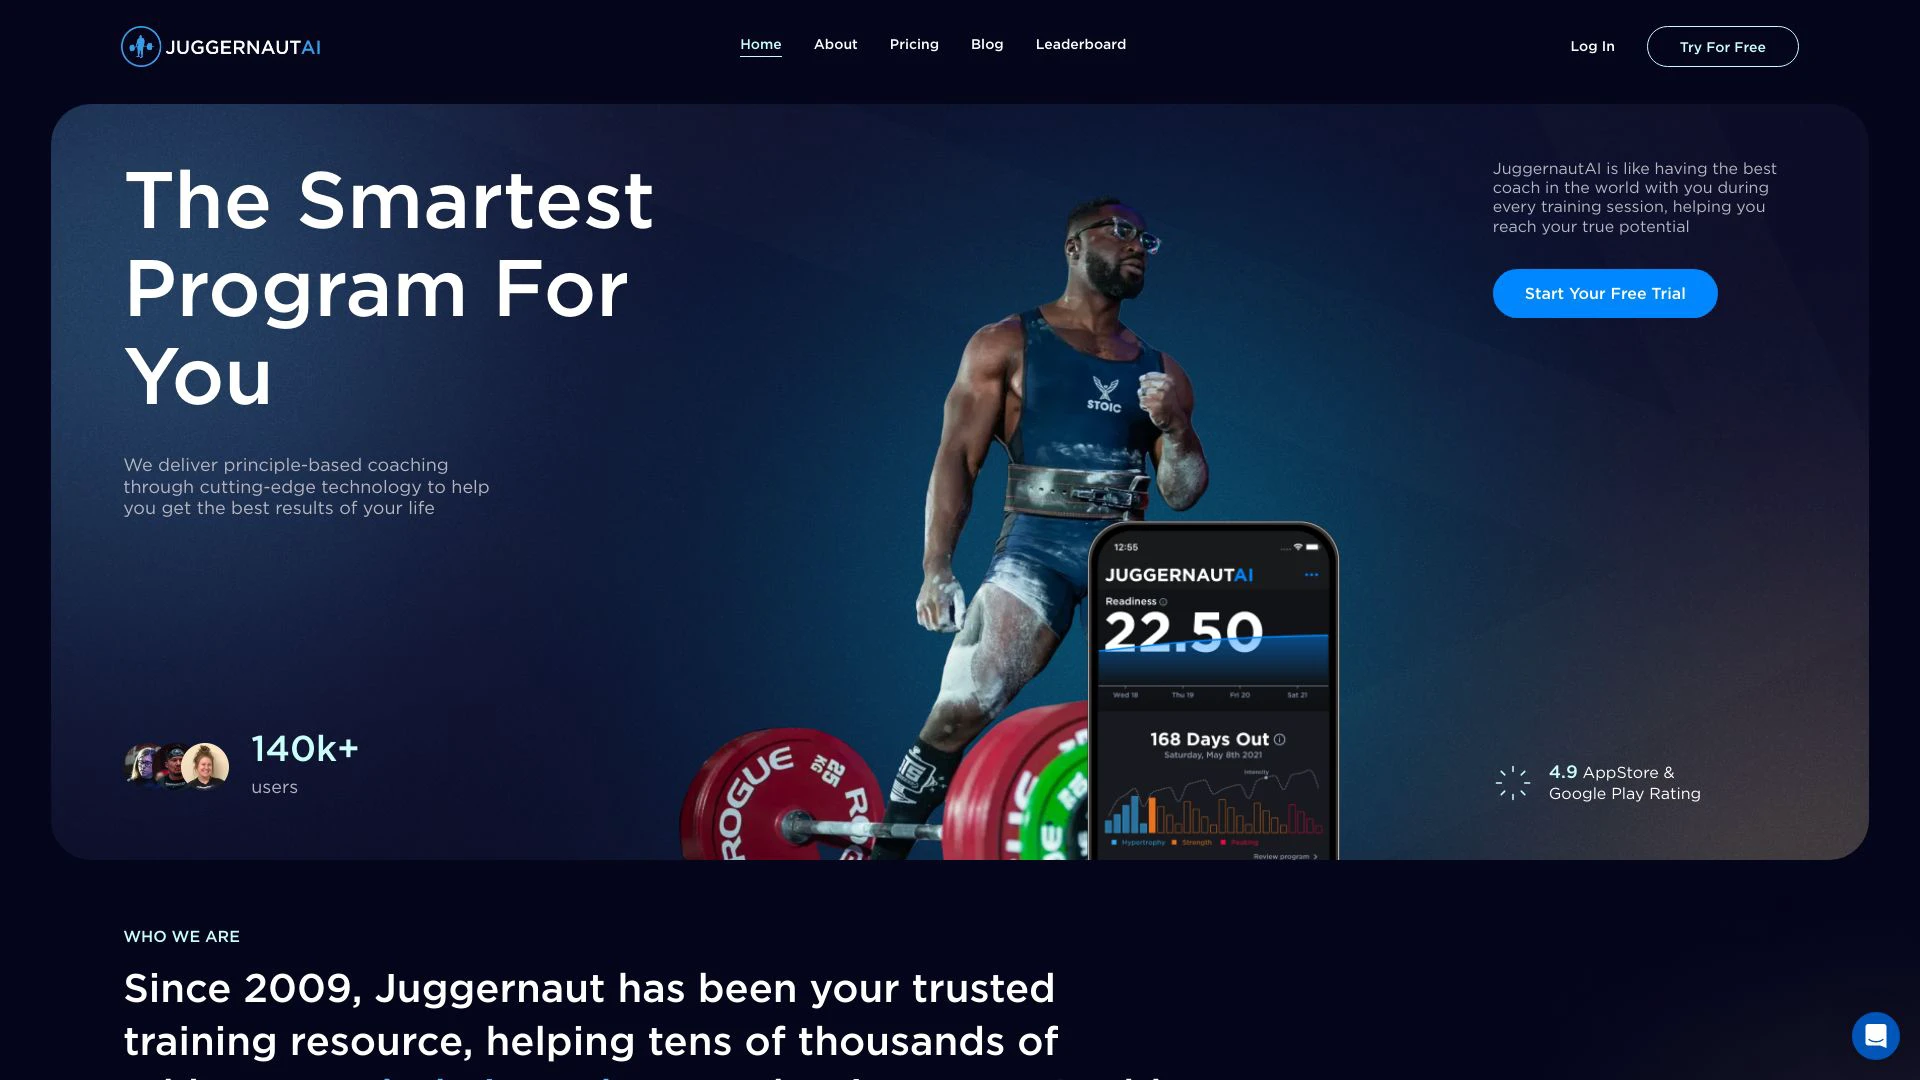 JUGGERNAUTAI
Home
About
Pricing
Blog
Leaderboard
Log In
Try For Free
The Smartest
Program For
You
We deliver principle-based coaching
through cutting-edge technology to help
you get the best results of your life
140k+
users
JuggernautAI is like having the best
coach in the world with you during
every training session, helping you
reach your true potential
Start Your Free Trial
4.9 AppStore &
Google Play Rating
STOIC
ROGUE
25
KG
12:55
JUGGERNAUTAI
Readiness
22.50
Wed 18
Thu 19
Fri 20
Sat 21
168 Days Out
Saturday, May 8th 2021
Intensity
Hypertrophy
Strength
Peaking
Review program
WHO WE ARE
Since 2009, Juggernaut has been your trusted
training resource, helping tens of thousands of